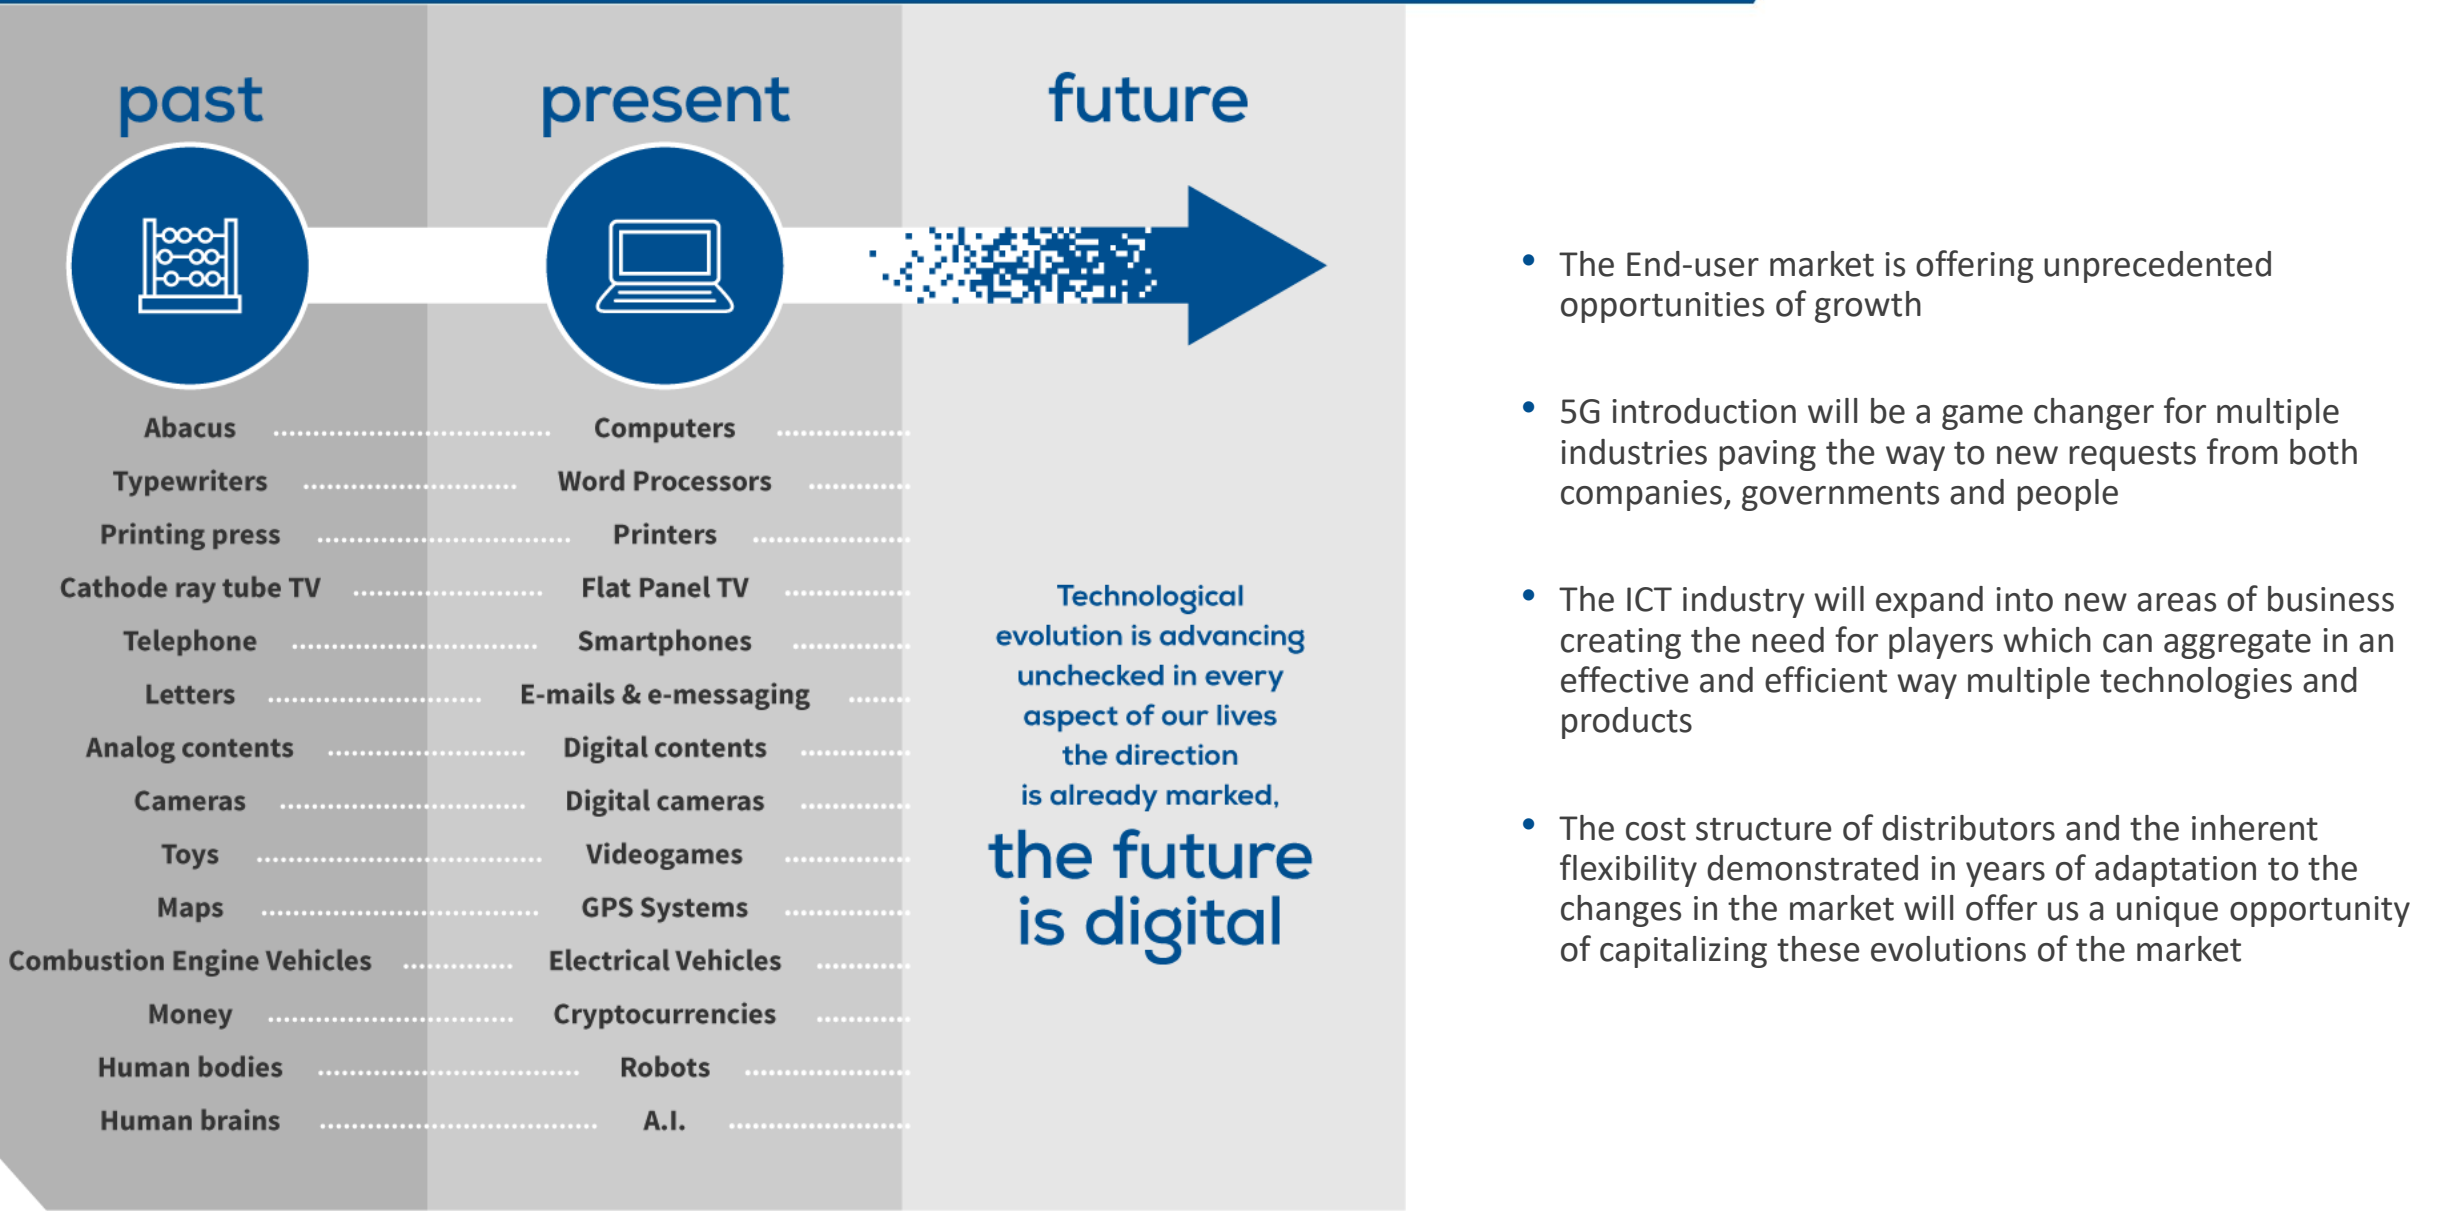 past
present
future
Abacus
Computers
Typewriters
Word Processors
Printing press
Printers
Cathode ray tube TV
Flat Panel TV
Telephone
Smartphones
Letters
E-mails & e-messaging
Analog contents
Digital contents
Cameras
Digital cameras
Toys
Videogames
Maps
GPS Systems
Combustion Engine Vehicles
Electrical Vehicles
Money
Cryptocurrencies
Human bodies
Robots
Human brains
A.I.
Technological
evolution is advancing
unchecked in every
aspect of our lives
the direction
is already marked,
the future
is digital
• The End-user market is offering unprecedented
opportunities of growth
• 5G introduction will be a game changer for multiple
industries paving the way to new requests from both
companies, governments and people
• The ICT industry will expand into new areas of business
creating the need for players which can aggregate in an
effective and efficient way multiple technologies and
products
• The cost structure of distributors and the inherent
flexibility demonstrated in years of adaptation to the
changes in the market will offer us a unique opportunity
of capitalizing these evolutions of the market